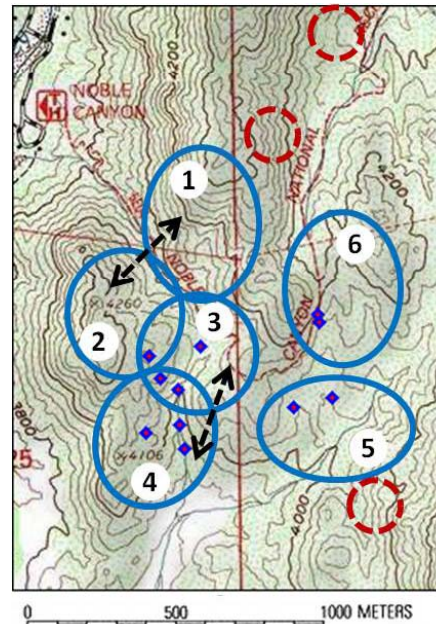 4200
NOBLE
CANYON
1
NATIONAL
4200
6
NOBLE
2
×4260
3
CANYON
3800
5
25
×4106
4
4000
0 500 1000 METERS